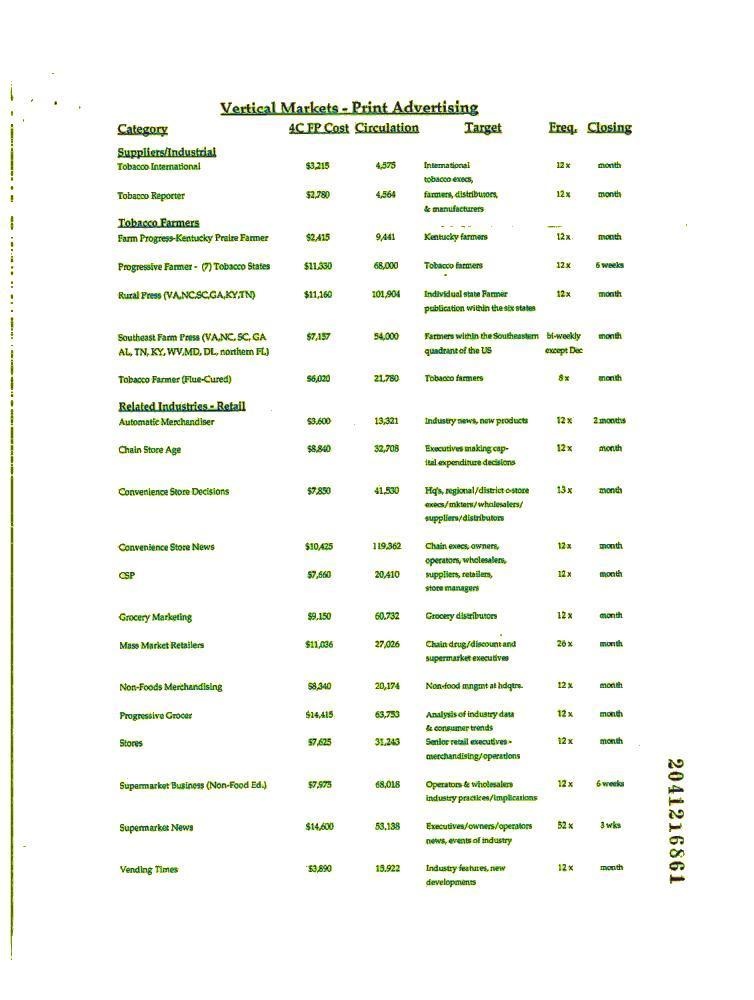 Vertical Markets - Print Advertising
Category 4C FP Cost Circulation Target Freq. Closing
Suppliers/Industrial
Tobacco International $3,215 4,575 International 12 x month
tobacco execs,
Tobacco Reporter $2,780 4,564 farmers, distributors, 12 x month
& manufacturers
Tobacco Farmers
Farm Progress-Kentucky Praire Farmer $2,415 9,441 Kentucky farmers 12 x month
Progressive Farmer - (7) Tobacco States $11,330 68,000 Tobacco farmers 12 x 6 weeks
Rural Press (VA,NC,SC,GA,KY,TN) $11,160 101,904 Individual state Farmer 12 x month
publication within the six states
Southeast Farm Press (VA,NC, SC, GA $7,157 54,000 Farmers within the Southeastern bi-weekly month
AL, TN, KY, WV,MD, DL, northern FL) quadrant of the US except Dec
Tobacco Farmer (Flue-Cured) $6,020 21,780 Tobacco farmers 8 x month
Related Industries - Retail
Automatic Merchandiser $3,600 13,321 Industry news, new products 12 x 2 months
Chain Store Age $8,840 32,708 Executives making cap- 12 x month
ital expenditure decisions
Convenience Store Decisions $7,850 41,530 Hq's, regional/district c-store 13 x month
execs/mkters/wholesalers/
suppliers/distributors
Convenience Store News $10,425 119,362 Chain execs, owners, 12 x month
operators, wholesalers,
CSP $7,660 20,410 suppliers, retailers, 12 x month
store managers
Grocery Marketing $9,150 60,732 Grocery distributors 12 x month
Mass Market Retailers $11,036 27,026 Chain drug/discount and 26 x month
supermarket executives
Non-Foods Merchandising $8,340 20,174 Non-food mngmt at hdqtrs. 12 x month
Progressive Grocer $14,415 63,753 Analysis of industry data 12 x month
& consumer trends
Stores $7,625 31,243 Senior retail executives - 12 x month
merchandising/operations
Supermarket Business (Non-Food Ed.) $7,975 68,018 Operators & wholesalers 12 x 6 weeks
industry practices/implications
Supermarket News $14,600 53,138 Executives/owners/operators 52 x 3 wks
news, events of industry
Vending Times $3,890 15,922 Industry features, new 12 x month
developments
2041216861